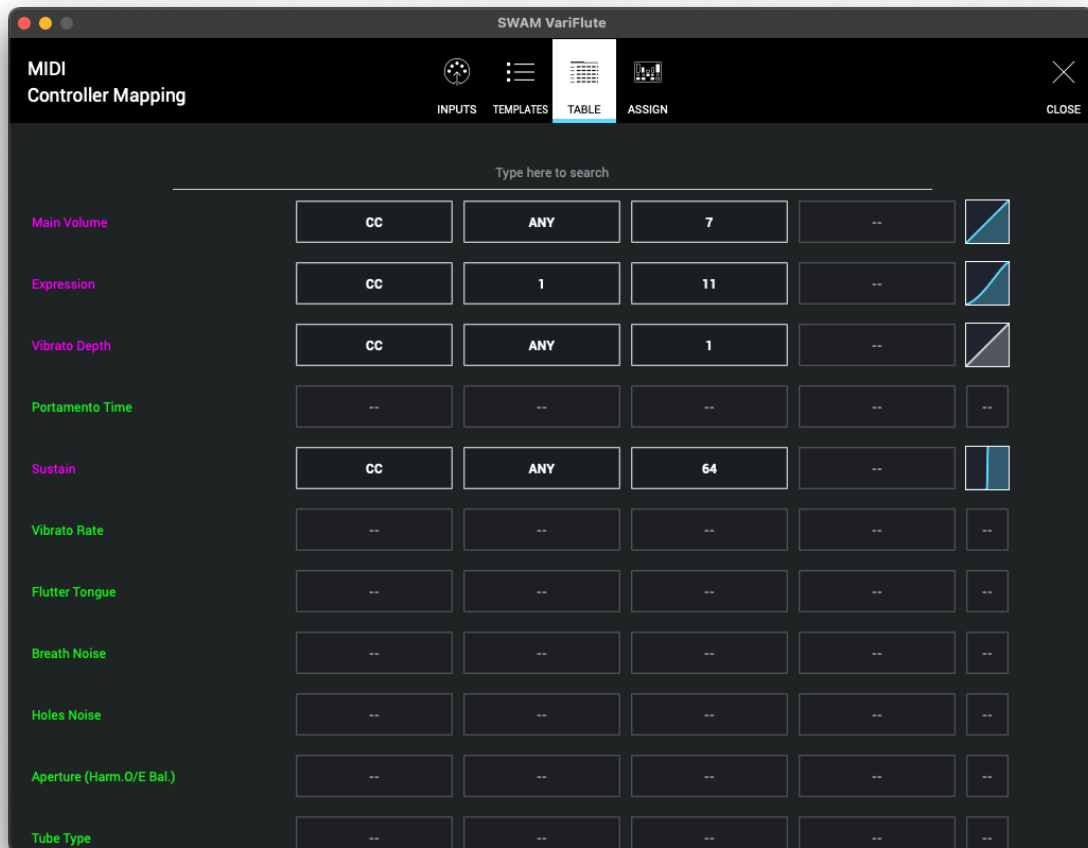 SWAM VariFlute
MIDI
Controller Mapping
INPUTS TEMPLATES TABLE ASSIGN CLOSE
Type here to search
Main Volume CC ANY 7 --
Expression CC 1 11 --
Vibrato Depth CC ANY 1 --
Portamento Time -- -- -- -- --
Sustain CC ANY 64 --
Vibrato Rate -- -- -- -- --
Flutter Tongue -- -- -- -- --
Breath Noise -- -- -- -- --
Holes Noise -- -- -- -- --
Aperture (Harm.O/E Bal.) -- -- -- -- --
Tube Type -- -- -- -- --